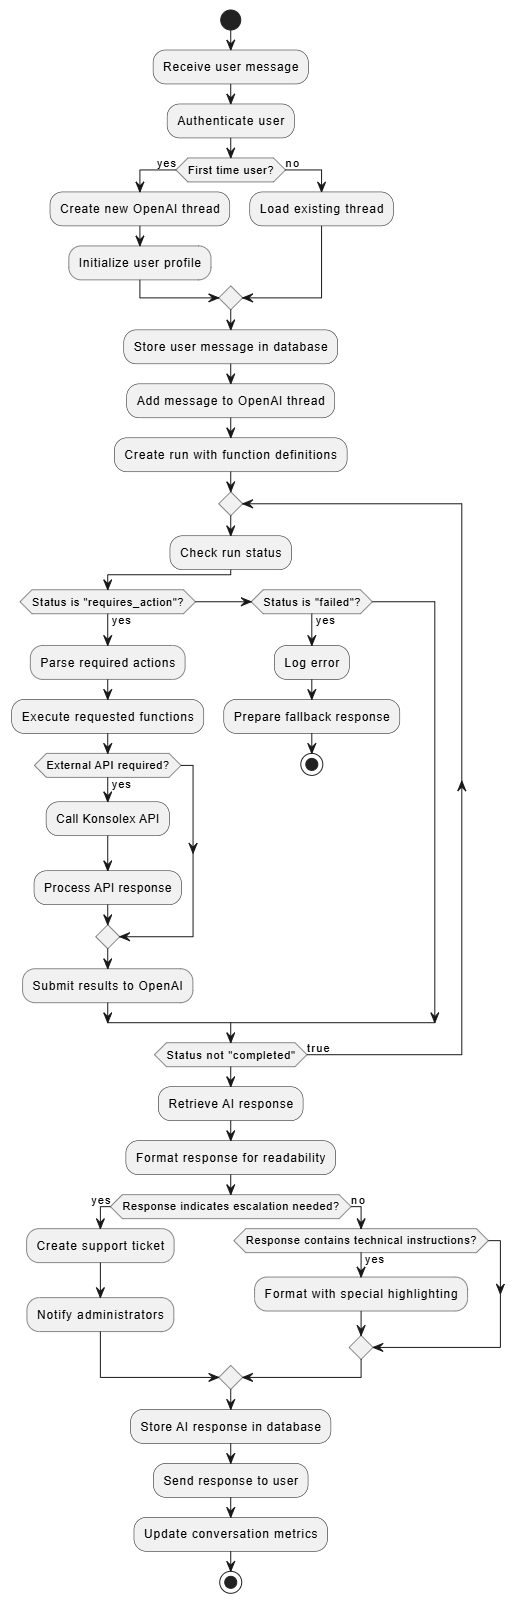 Receive user message
Authenticate user
yes
First time user?
no
Create new OpenAI thread
Load existing thread
Initialize user profile
Store user message in database
Add message to OpenAI thread
Create run with function definitions
Check run status
Status is "requires_action"?
Status is "failed"?
yes
yes
Parse required actions
Log error
Execute requested functions
Prepare fallback response
External API required?
yes
Call Konsolex API
Process API response
Submit results to OpenAI
Status not "completed"
true
Retrieve AI response
Format response for readability
yes
Response indicates escalation needed?
no
Create support ticket
Response contains technical instructions?
yes
Format with special highlighting
Notify administrators
Store AI response in database
Send response to user
Update conversation metrics